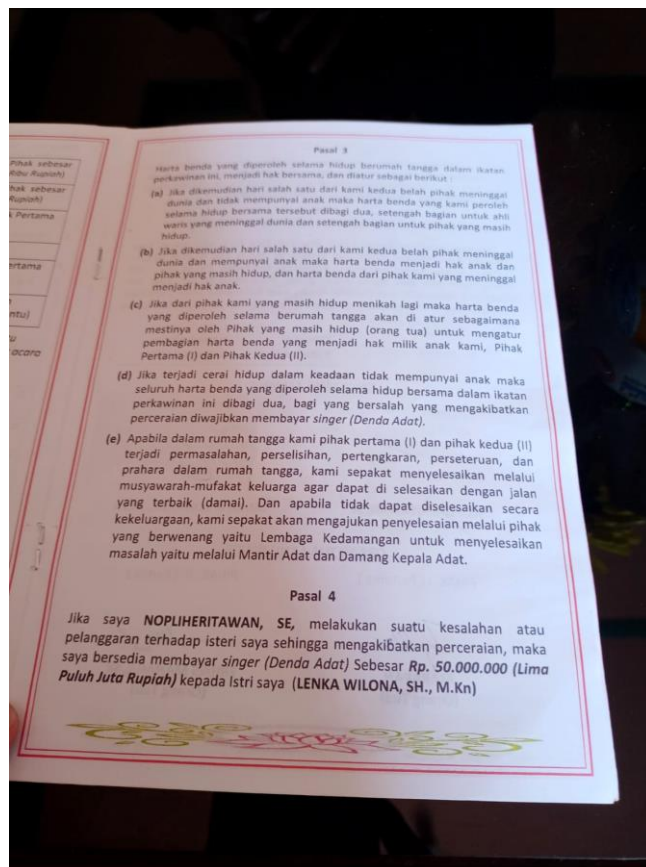 Pihak sebesar
Ribu Rupiah)
hak sebesar
Rupiah)
k Pertama
ertama
ntu)
acara
Pasal 3
Harta benda yang diperoleh selama hidup berumah tangga dalam ikatan
perkawinan ini, menjadi hak bersama, dan diatur sebagai berikut :
(a) Jika dikemudian hari salah satu dari kami kedua belah pihak meninggal
dunia dan tidak mempunyai anak maka harta benda yang kami peroleh
selama hidup bersama tersebut dibagi dua, setengah bagian untuk ahli
waris yang meninggal dunia dan setengah bagian untuk pihak yang masih
hidup.
(b) Jika dikemudian hari salah satu dari kami kedua belah pihak meninggal
dunia dan mempunyai anak maka harta benda menjadi hak anak dan
pihak yang masih hidup, dan harta benda dari pihak kami yang meninggal
menjadi hak anak.
(c) Jika dari pihak kami yang masih hidup menikah lagi maka harta benda
yang diperoleh selama berumah tangga akan di atur sebagaimana
mestinya oleh Pihak yang masih hidup (orang tua) untuk mengatur
pembagian harta benda yang menjadi hak milik anak kami, Pihak
Pertama (I) dan Pihak Kedua (II).
(d) Jika terjadi cerai hidup dalam keadaan tidak mempunyai anak maka
seluruh harta benda yang diperoleh selama hidup bersama dalam ikatan
perkawinan ini dibagi dua, bagi yang bersalah yang mengakibatkan
perceraian diwajibkan membayar singer (Denda Adat).
(e) Apabila dalam rumah tangga kami pihak pertama (I) dan pihak kedua (II)
terjadi permasalahan, perselisihan, pertengkaran, perseteruan, dan
prahara dalam rumah tangga, kami sepakat menyelesaikan melalui
musyawarah-mufakat keluarga agar dapat di selesaikan dengan jalan
yang terbaik (damai). Dan apabila tidak dapat diselesaikan secara
kekeluargaan, kami sepakat akan mengajukan penyelesaian melalui pihak
yang berwenang yaitu Lembaga Kedamangan untuk menyelesaikan
masalah yaitu melalui Mantir Adat dan Damang Kepala Adat.
Pasal 4
Jika saya NOPLIHERITAWAN, SE, melakukan suatu kesalahan atau
pelanggaran terhadap isteri saya sehingga mengakibatkan perceraian, maka
saya bersedia membayar singer (Denda Adat) Sebesar Rp. 50.000.000 (Lima
Puluh Juta Rupiah) kepada Istri saya (LENKA WILONA, SH., M.Kn)